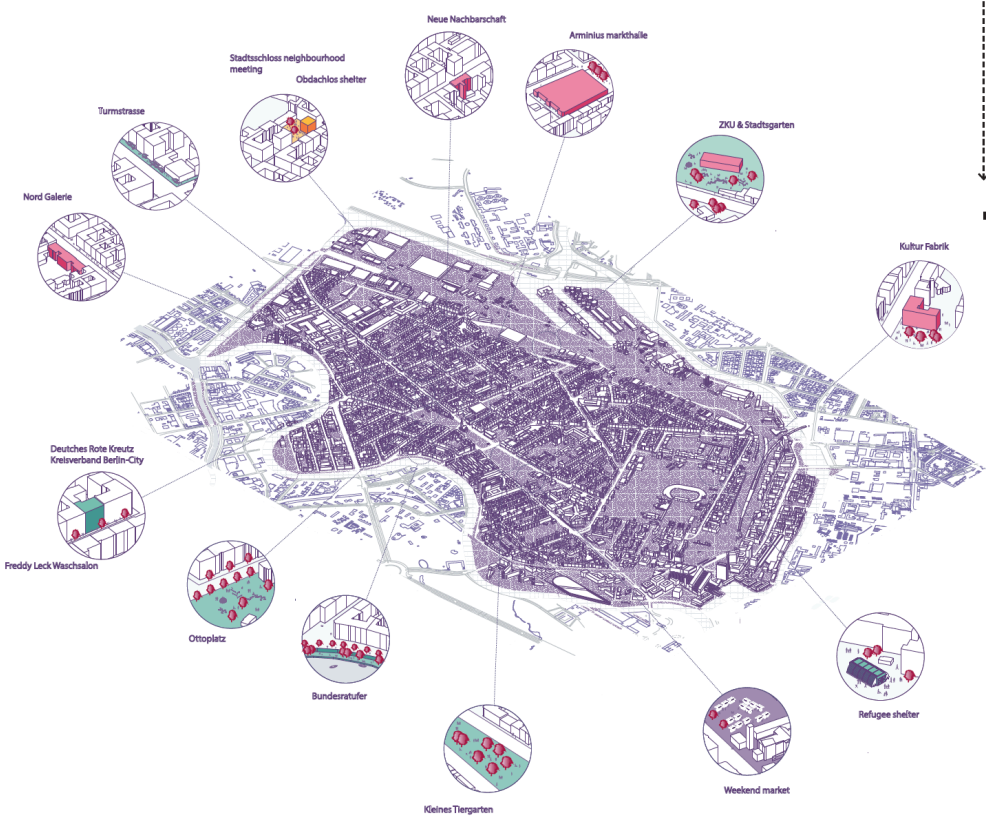 Neue Nachbarschaft
Arminius markthalle
Stadtsschloss neighbourhood
meeting
Obdachlos shelter
Turmstrasse
ZKU & Stadtsgarten
Nord Galerie
Kultur Fabrik
Deutches Rote Kreutz
Kreisverband Berlin-City
Freddy Leck Waschsalon
Ottoplatz
Bundesratufer
Refugee shelter
Weekend market
Kleines Tiergarten